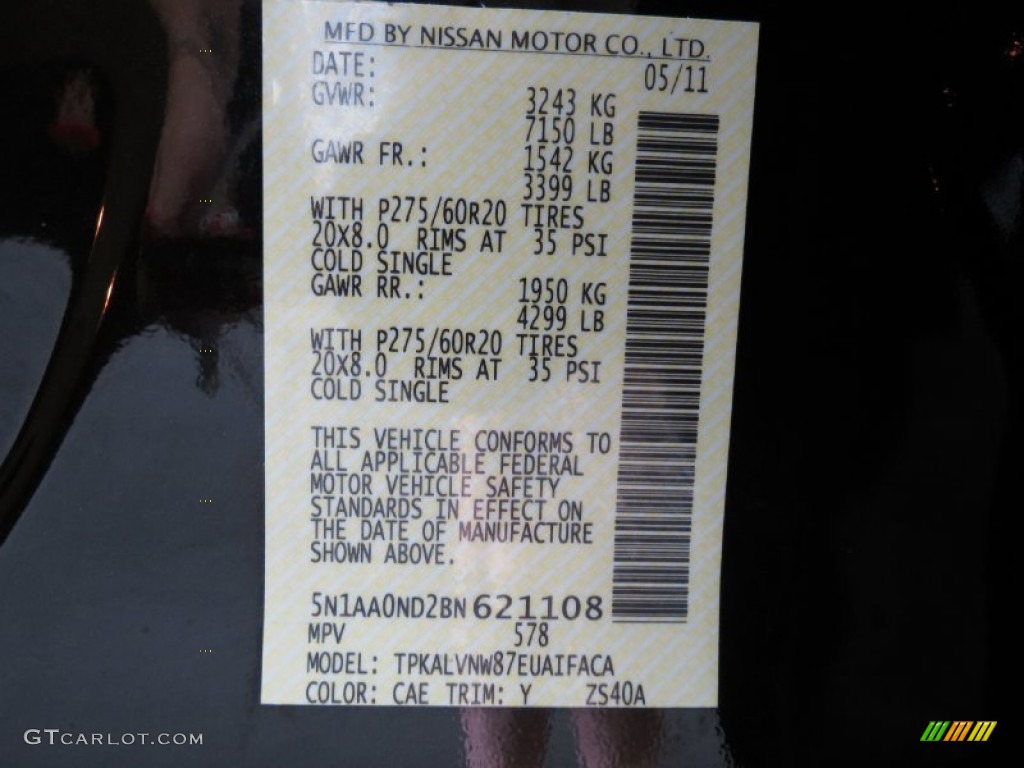 MFD BY NISSAN MOTOR CO., LTD.
DATE: 05/11
GVWR: 3243 KG
7150 LB
GAWR FR.: 1542 KG
3399 LB
WITH P275/60R20 TIRES
20X8.0 RIMS AT 35 PSI
COLD SINGLE
GAWR RR.: 1950 KG
4299 LB
WITH P275/60R20 TIRES
20X8.0 RIMS AT 35 PSI
COLD SINGLE
THIS VEHICLE CONFORMS TO
ALL APPLICABLE FEDERAL
MOTOR VEHICLE SAFETY
STANDARDS IN EFFECT ON
THE DATE OF MANUFACTURE
SHOWN ABOVE.
5N1AA0ND2BN 621108
MPV 578
MODEL: TPKALVNW87EUAIFACA
COLOR: CAE TRIM: Y ZS40A
GTCARLOT.COM